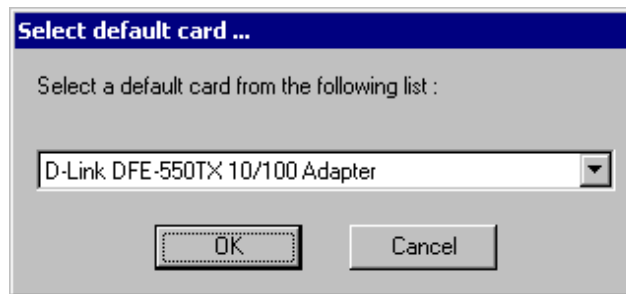 Select default card ...
Select a default card from the following list :
D-Link DFE-550TX 10/100 Adapter
OK Cancel